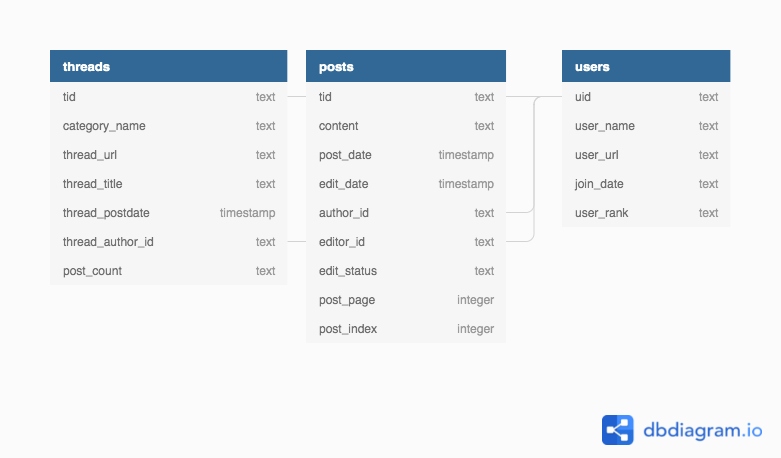 threads
tid text
category_name text
thread_url text
thread_title text
thread_postdate timestamp
thread_author_id text
post_count text
posts
tid text
content text
post_date timestamp
edit_date timestamp
author_id text
editor_id text
edit_status text
post_page integer
post_index integer
users
uid text
user_name text
user_url text
join_date text
user_rank text
dbdiagram.io